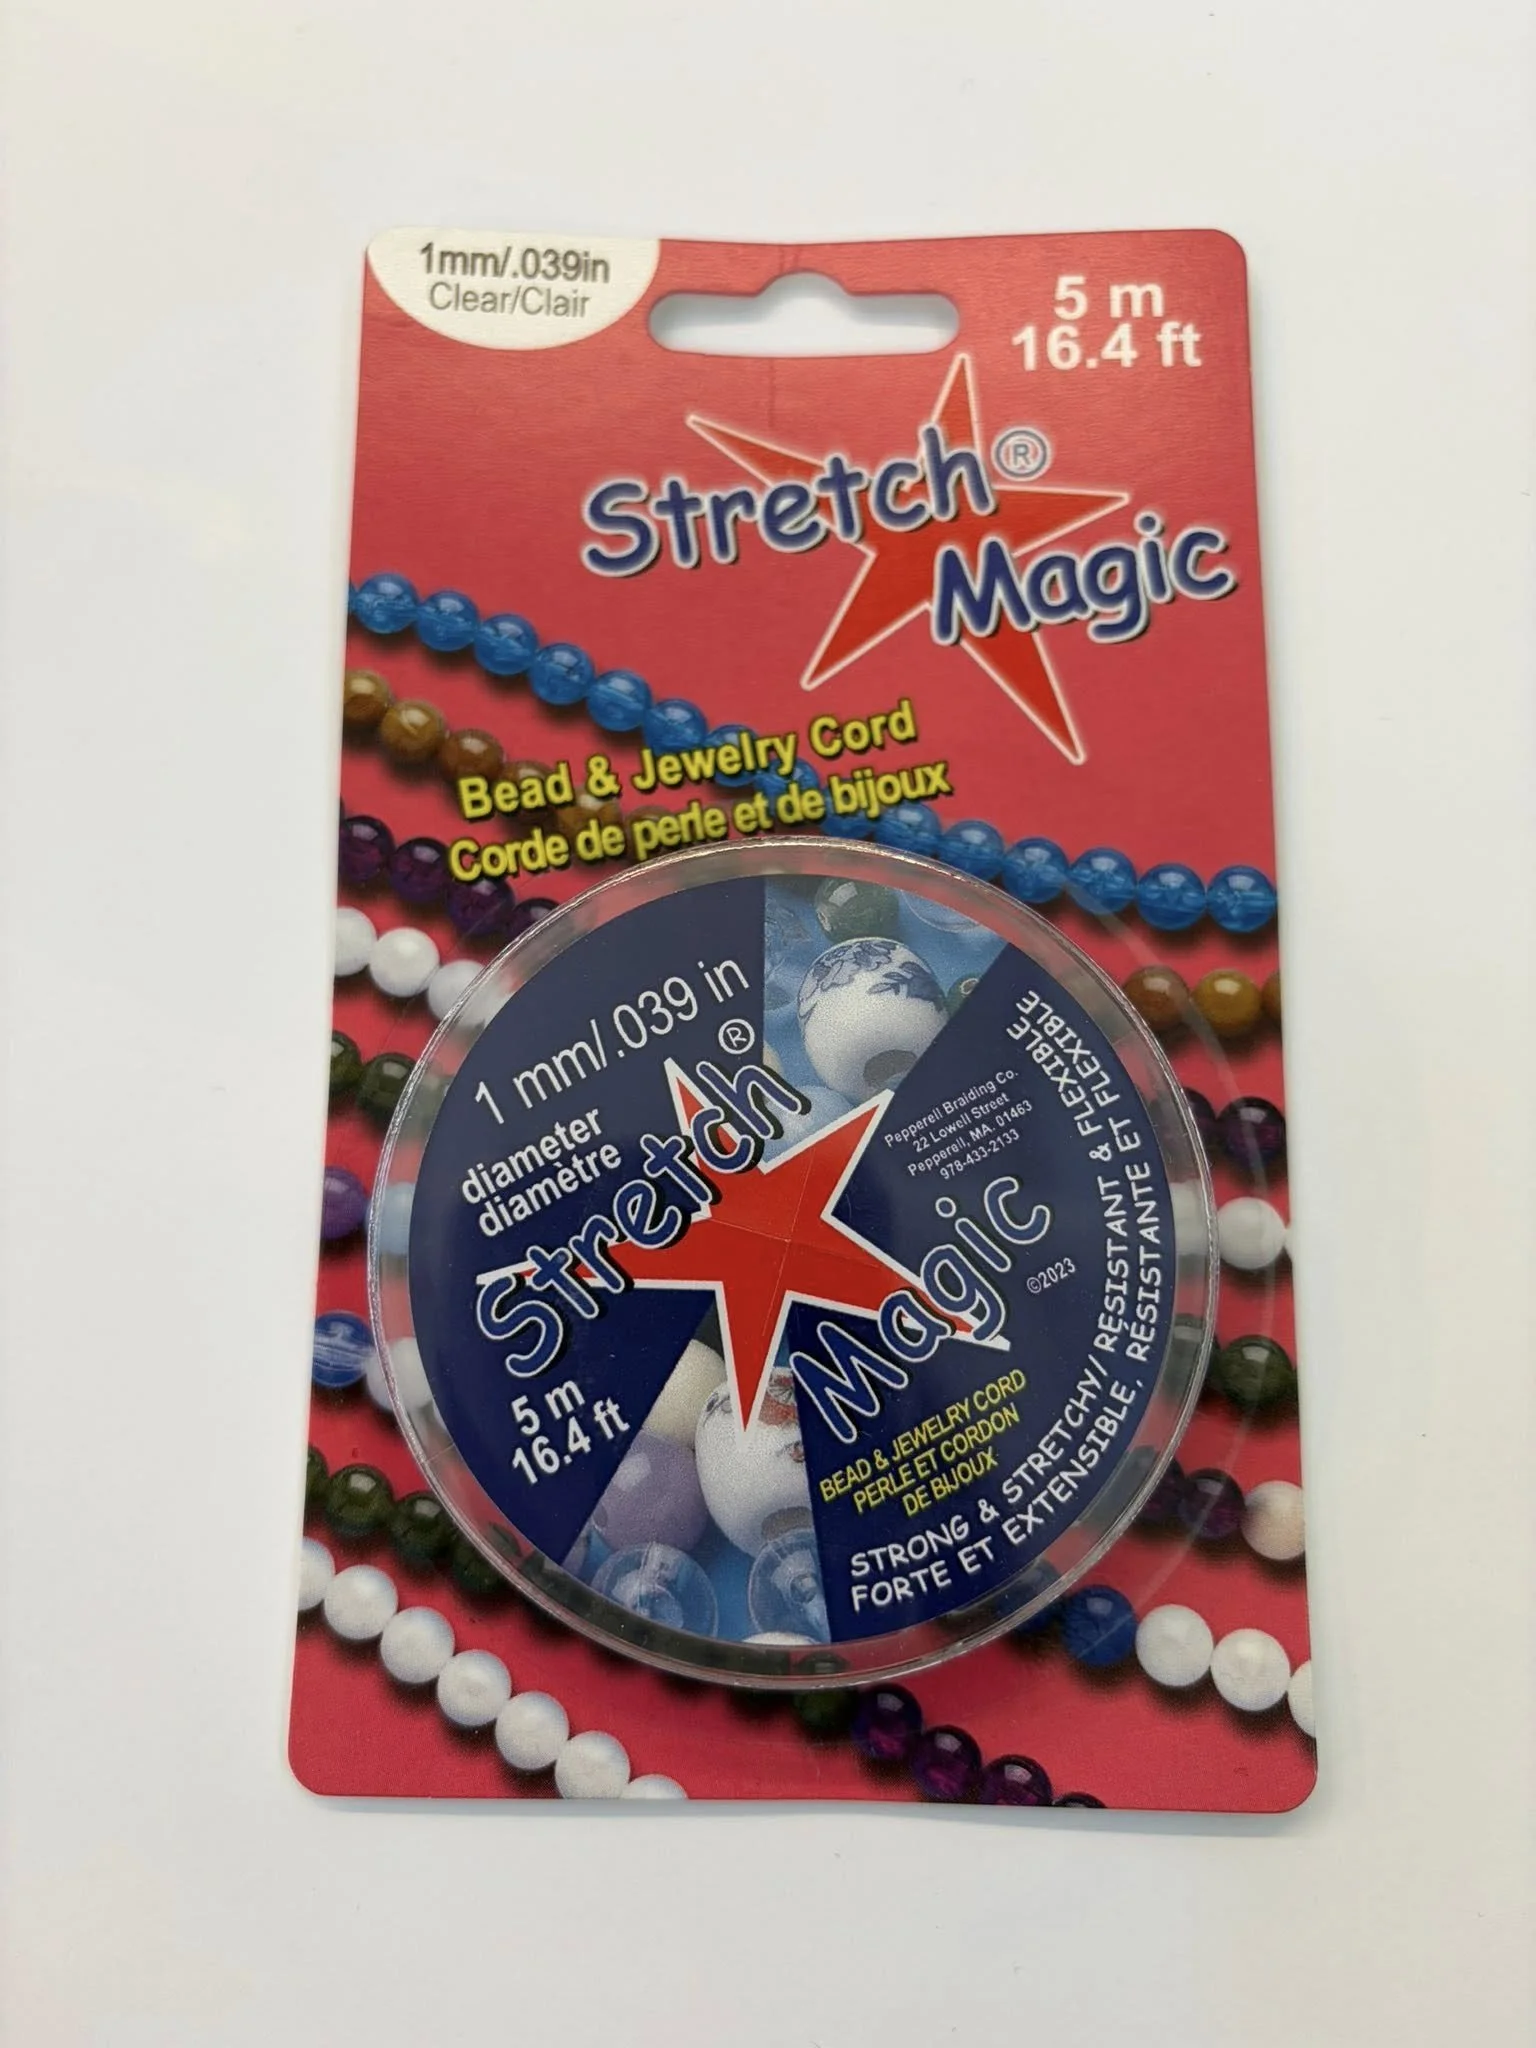 1mm/.039in
Clear/Clair
5 m
16.4 ft
Stretch®
Magic
Bead & Jewelry Cord
Corde de perle et de bijoux
1 mm/.039 in
diameter
diamètre
Stretch®
Magic
5 m
16.4 ft
Pepperell Braiding Co.
22 Lowell Street
Pepperell, MA. 01463
978-433-2133
©2023
BEAD & JEWELRY CORD
PERLE ET CORDON
DE BIJOUX
STRONG & STRETCHY/ RÉSISTANT & FLEXIBLE
FORTE ET EXTENSIBLE, RÉSISTANTE ET FLEXIBLE